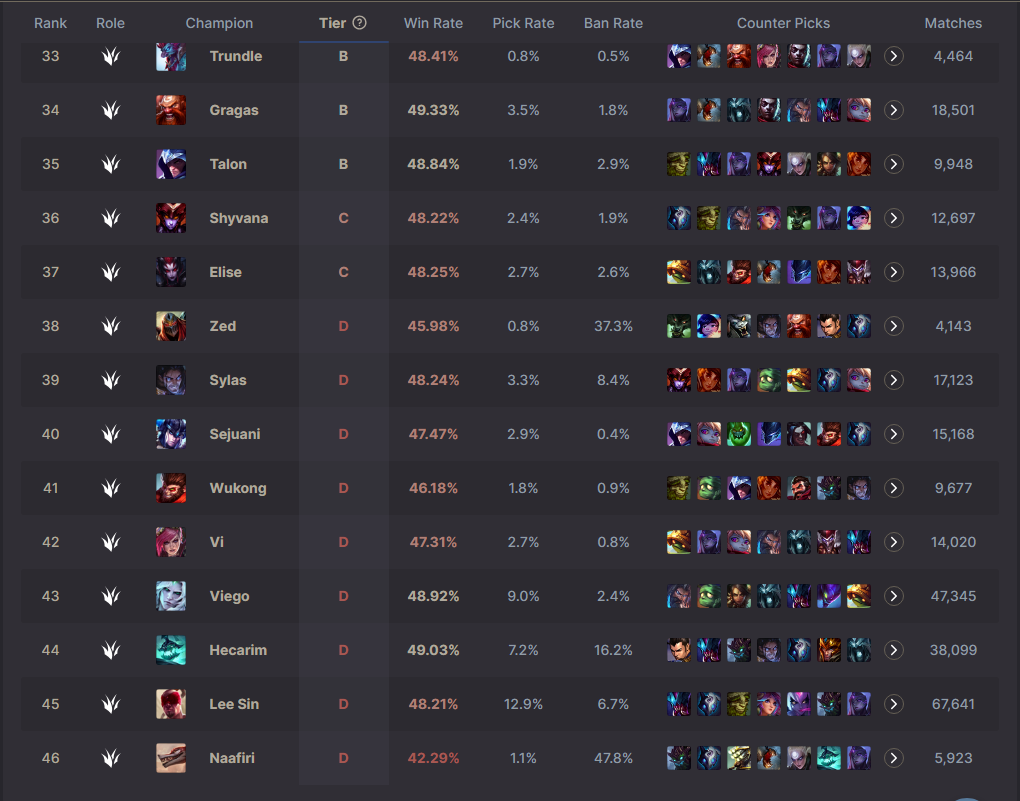 Rank Role Champion Tier ? Win Rate Pick Rate Ban Rate Counter Picks Matches
33 Trundle B 48.41% 0.8% 0.5% 4,464
34 Gragas B 49.33% 3.5% 1.8% 18,501
35 Talon B 48.84% 1.9% 2.9% 9,948
36 Shyvana C 48.22% 2.4% 1.9% 12,697
37 Elise C 48.25% 2.7% 2.6% 13,966
38 Zed D 45.98% 0.8% 37.3% 4,143
39 Sylas D 48.24% 3.3% 8.4% 17,123
40 Sejuani D 47.47% 2.9% 0.4% 15,168
41 Wukong D 46.18% 1.8% 0.9% 9,677
42 Vi D 47.31% 2.7% 0.8% 14,020
43 Viego D 48.92% 9.0% 2.4% 47,345
44 Hecarim D 49.03% 7.2% 16.2% 38,099
45 Lee Sin D 48.21% 12.9% 6.7% 67,641
46 Naafiri D 42.29% 1.1% 47.8% 5,923